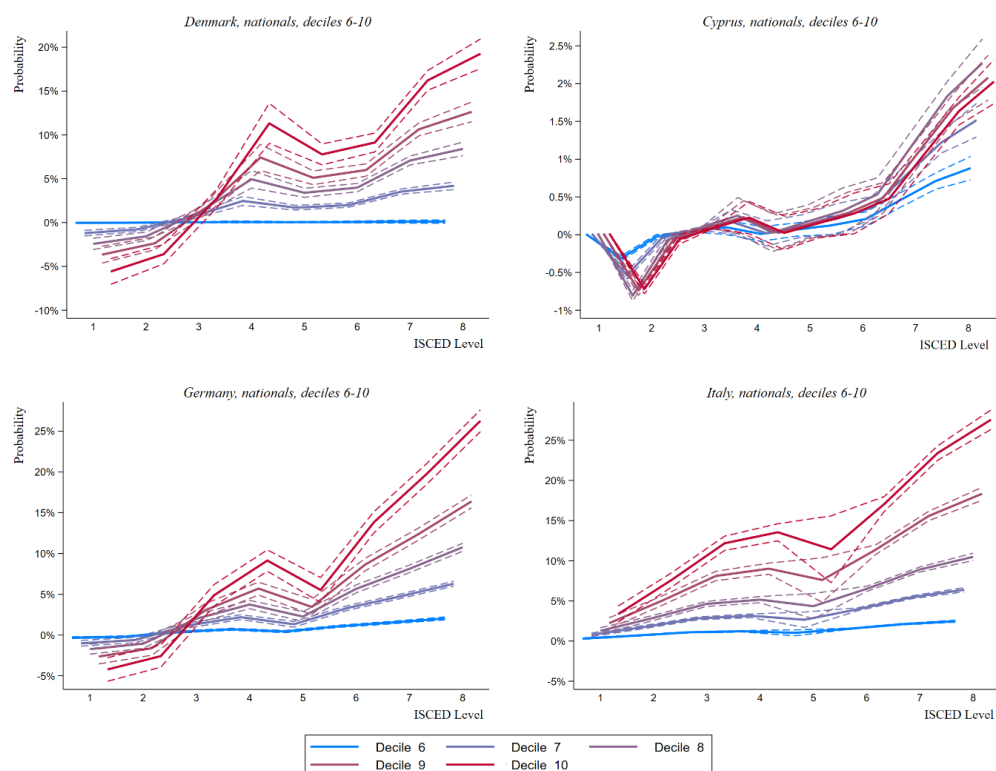 Denmark, nationals, deciles 6-10
Probability
20%
15%
10%
5%
0%
-5%
-10%
1 2 3 4 5 6 7 8
ISCED Level
Cyprus, nationals, deciles 6-10
Probability
2.5%
2%
1.5%
1%
.5%
0%
-0.5%
-1%
1 2 3 4 5 6 7 8
ISCED Level
Germany, nationals, deciles 6-10
Probability
25%
20%
15%
10%
5%
0%
-5%
1 2 3 4 5 6 7 8
ISCED Level
Italy, nationals, deciles 6-10
Probability
25%
20%
15%
10%
5%
0%
-5%
1 2 3 4 5 6 7 8
ISCED Level
Decile 6 Decile 7 Decile 8
Decile 9 Decile 10